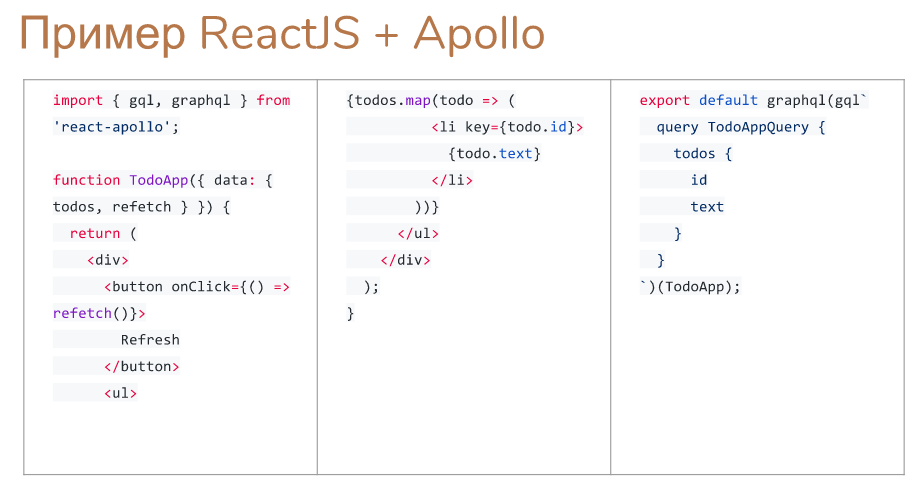 Пример ReactJS + Apollo
import { gql, graphql } from
'react-apollo';
function TodoApp({ data: {
todos, refetch } }) {
  return (
    <div>
      <button onClick={() =>
refetch()}>
        Refresh
      </button>
      <ul>
{todos.map(todo => (
          <li key={todo.id}>
            {todo.text}
          </li>
        ))}
      </ul>
    </div>
  );
}
export default graphql(gql`
  query TodoAppQuery {
    todos {
      id
      text
    }
  }
`)(TodoApp);